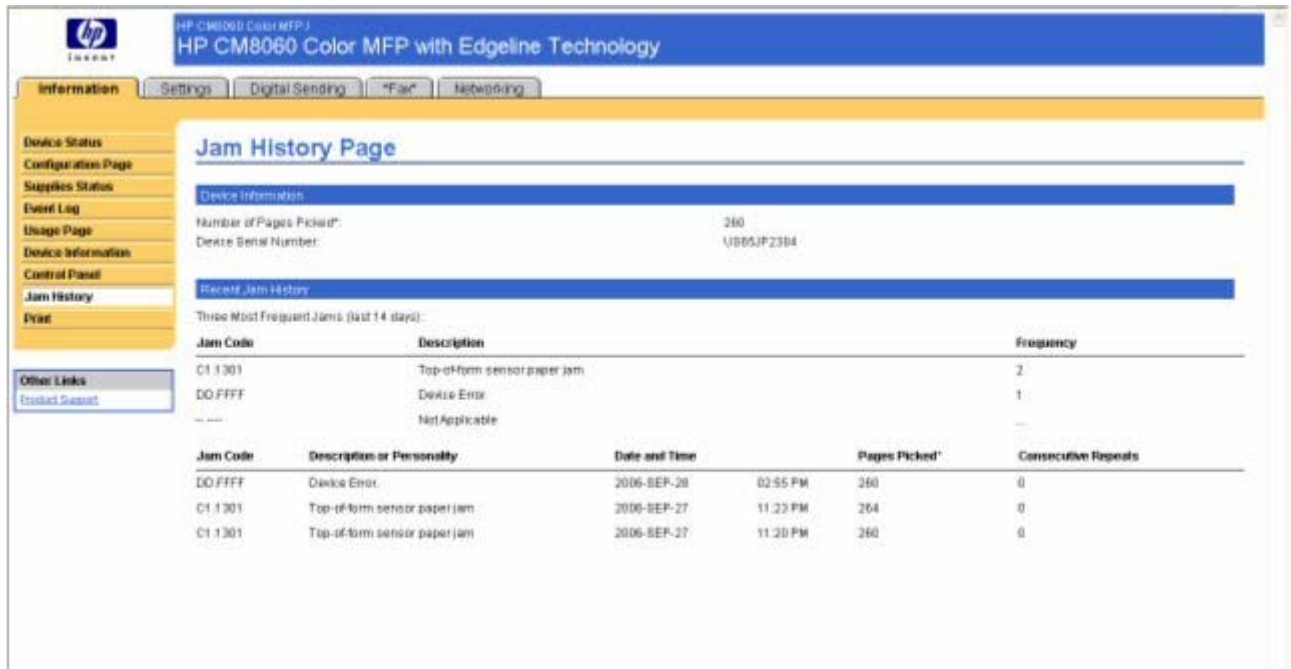 hp
invent
HP CM8060 Color MFP J
HP CM8060 Color MFP with Edgeline Technology
Information Settings Digital Sending *Fax* Networking
Device Status
Configuration Page
Supplies Status
Event Log
Usage Page
Device Information
Control Panel
Jam History
Print
Other Links
Product Support
Jam History Page
Device Information
Number of Pages Picked*: 260
Device Serial Number:
Recent Jam History
Three Most Frequent Jams (last 14 days):
Jam Code Description Frequency
C1.1301 Top-of-form sensor paper jam 2
DD.FFFF Device Error. 1
-- ---- Not Applicable ---
Jam Code Description or Personality Date and Time Pages Picked* Consecutive Repeats
DD.FFFF Device Error. 2006-SEP-28 02:55 PM 260 0
C1.1301 Top-of-form sensor paper jam 2006-SEP-27 11:23 PM 264 0
C1.1301 Top-of-form sensor paper jam 2006-SEP-27 11:20 PM 260 0